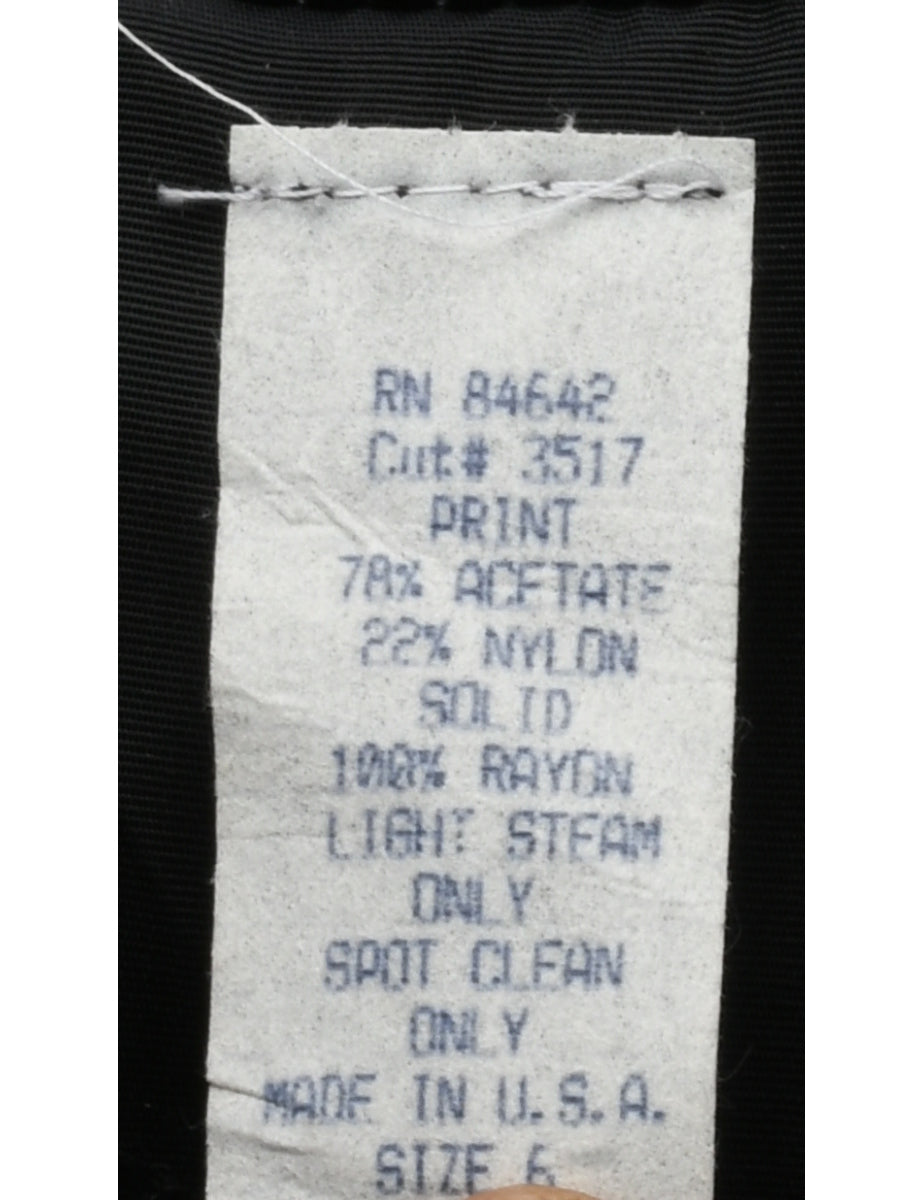 RN 84642
Cut# 3517
PRINT
78% ACETATE
22% NYLON
SOLID
100% RAYON
LIGHT STEAM
ONLY
SPOT CLEAN
ONLY
MADE IN U.S.A.
SIZE 6